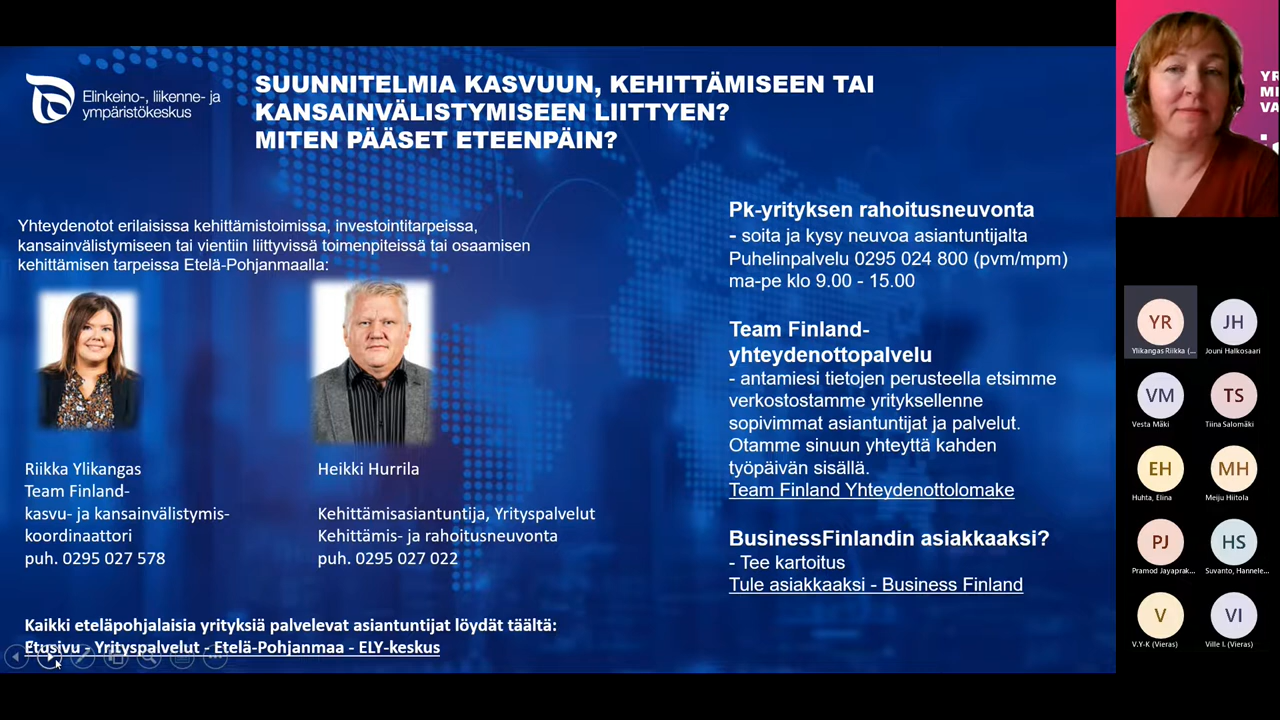 Elinkeino-, liikenne- ja
ympäristökeskus
SUUNNITELMIA KASVUUN, KEHITTÄMISEEN TAI
KANSAINVÄLISTYMISEEN LIITTYEN?
MITEN PÄÄSET ETEENPÄIN?
Yhteydenotot erilaisissa kehittämistoimissa, investointitarpeissa,
kansainvälistymiseen tai vientiin liittyvissä toimenpiteissä tai osaamisen
kehittämisen tarpeissa Etelä-Pohjanmaalla:
Riikka Ylikangas
Team Finland-
kasvu- ja kansainvälistymis-
koordinaattori
puh. 0295 027 578
Heikki Hurrila
Kehittämisasiantuntija, Yrityspalvelut
Kehittämis- ja rahoitusneuvonta
puh. 0295 027 022
Kaikki eteläpohjalaisia yrityksiä palvelevat asiantuntijat löydät täältä:
Etusivu - Yrityspalvelut - Etelä-Pohjanmaa - ELY-keskus
Pk-yrityksen rahoitusneuvonta
- soita ja kysy neuvoa asiantuntijalta
Puhelinpalvelu 0295 024 800 (pvm/mpm)
ma-pe klo 9.00 - 15.00
Team Finland-
yhteydenottopalvelu
- antamiesi tietojen perusteella etsimme
verkostostamme yrityksellenne
sopivimmat asiantuntijat ja palvelut.
Otamme sinuun yhteyttä kahden
työpäivän sisällä.
Team Finland Yhteydenottolomake
BusinessFinlandin asiakkaaksi?
- Tee kartoitus
Tule asiakkaaksi - Business Finland
YR
MI
VA
YR
JH
Ylikangas Riikka (...
Jouni Halkosaari
VM
TS
Vesta Mäki
Tiina Salomäki
EH
MH
Huhta, Elina
Meiju Hiitola
PJ
HS
Pramod Jayaprak...
Suvanto, Hannele...
V
VI
V.Y-K (Vieras)
Ville I. (Vieras)